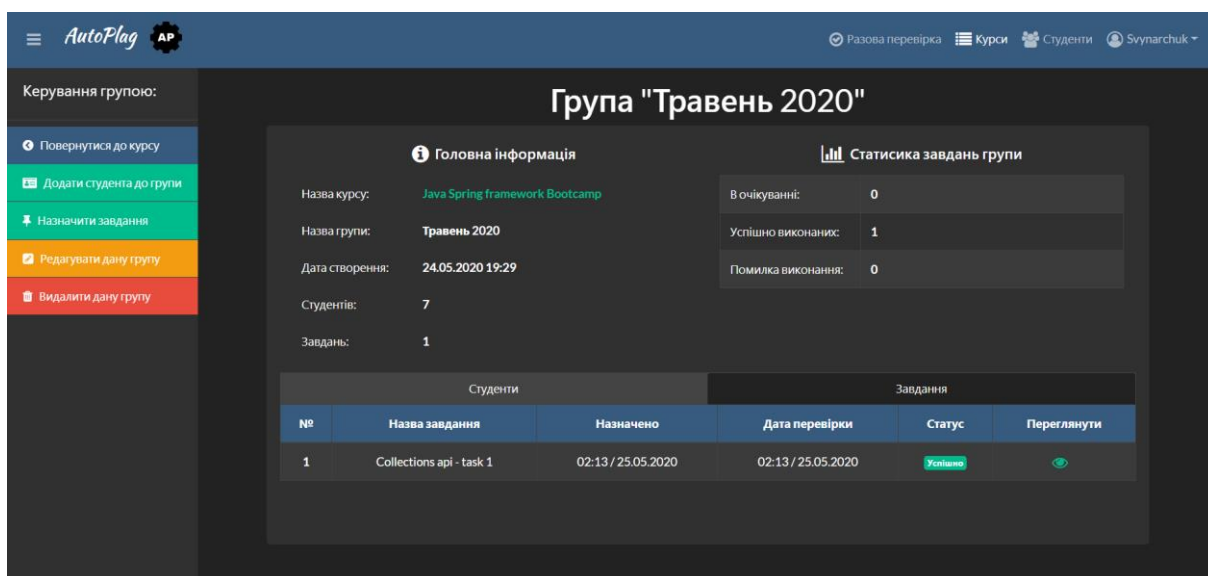 AutoPlag AP
Разова перевірка Курси Студенти Svynarchuk
Керування групою:
Повернутися до курсу
Додати студента до групи
Назначити завдання
Редагувати дану групу
Видалити дану групу
Група "Травень 2020"
Головна інформація
Назва курсу: Java Spring framework Bootcamp
Назва групи: Травень 2020
Дата створення: 24.05.2020 19:29
Студентів: 7
Завдань: 1
Статисика завдань групи
В очікуванні: 0
Успішно виконаних: 1
Помилка виконання: 0
Студенти Завдання
№ Назва завдання Назначено Дата перевірки Статус Переглянути
1 Collections api - task 1 02:13 / 25.05.2020 02:13 / 25.05.2020 Успішно